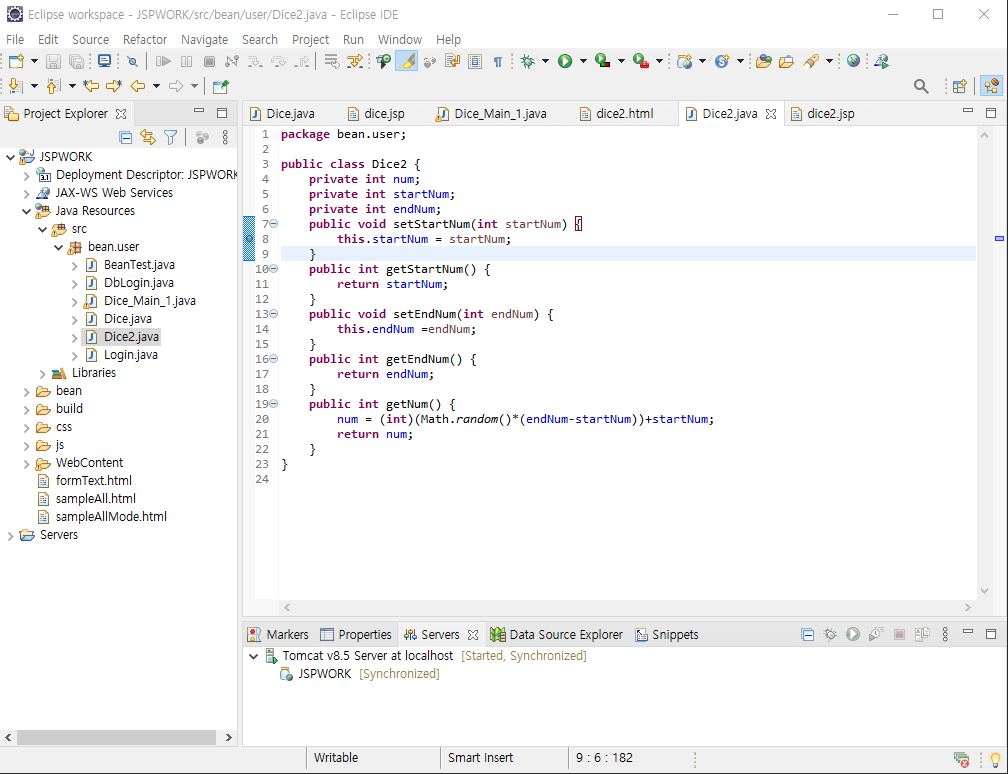 Eclipse workspace - JSPWORK/src/bean/user/Dice2.java - Eclipse IDE
File Edit Source Refactor Navigate Search Project Run Window Help
Project Explorer
JSPWORK
Deployment Descriptor: JSPWORK
JAX-WS Web Services
Java Resources
src
bean.user
BeanTest.java
DbLogin.java
Dice_Main_1.java
Dice.java
Dice2.java
Login.java
Libraries
bean
build
css
js
WebContent
formText.html
sampleAll.html
sampleAllMode.html
Servers
Dice.java dice.jsp Dice_Main_1.java dice2.html Dice2.java dice2.jsp
1 package bean.user;
2
3 public class Dice2 {
4 private int num;
5 private int startNum;
6 private int endNum;
7 public void setStartNum(int startNum) {
8 this.startNum = startNum;
9 }
10 public int getStartNum() {
11 return startNum;
12 }
13 public void setEndNum(int endNum) {
14 this.endNum =endNum;
15 }
16 public int getEndNum() {
17 return endNum;
18 }
19 public int getNum() {
20 num = (int)(Math.random()*(endNum-startNum))+startNum;
21 return num;
22 }
23 }
24
Markers Properties Servers Data Source Explorer Snippets
Tomcat v8.5 Server at localhost [Started, Synchronized]
JSPWORK [Synchronized]
Writable Smart Insert 9 : 6 : 182